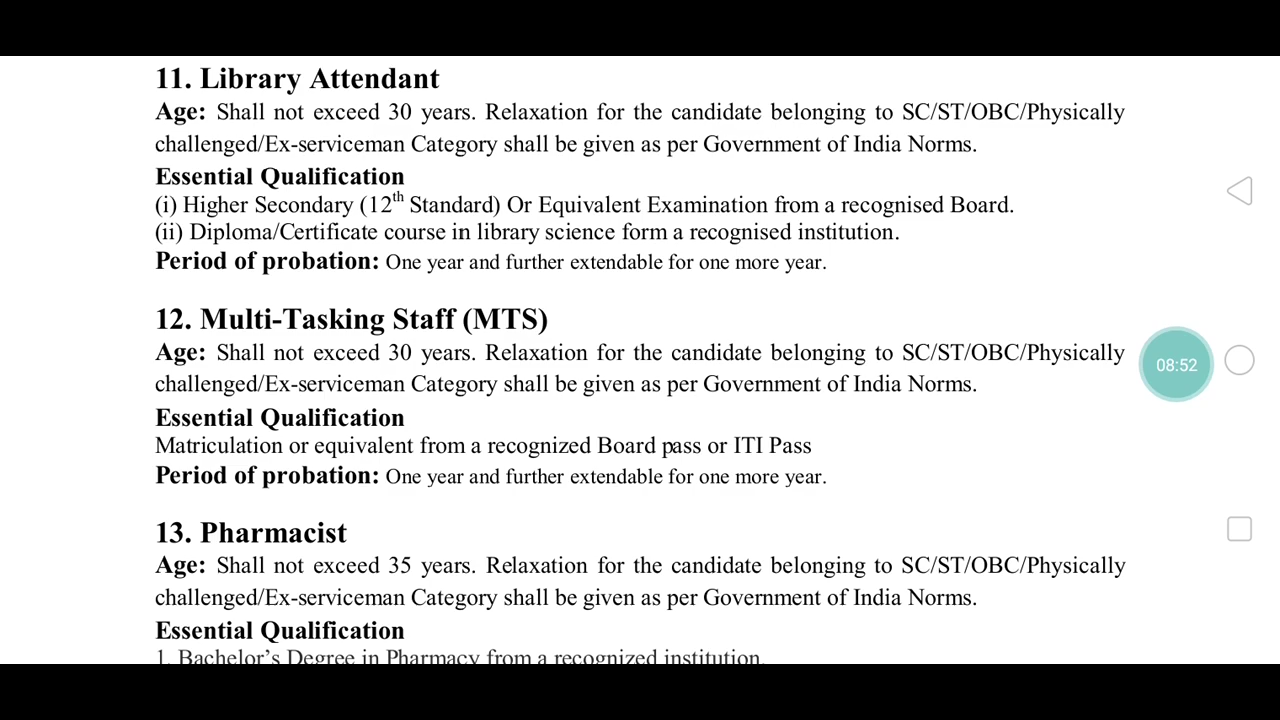 11. Library Attendant
Age: Shall not exceed 30 years. Relaxation for the candidate belonging to SC/ST/OBC/Physically
challenged/Ex-serviceman Category shall be given as per Government of India Norms.
Essential Qualification
(i) Higher Secondary (12th Standard) Or Equivalent Examination from a recognised Board.
(ii) Diploma/Certificate course in library science form a recognised institution.
Period of probation: One year and further extendable for one more year.
12. Multi-Tasking Staff (MTS)
Age: Shall not exceed 30 years. Relaxation for the candidate belonging to SC/ST/OBC/Physically
challenged/Ex-serviceman Category shall be given as per Government of India Norms.
08:52
Essential Qualification
Matriculation or equivalent from a recognized Board pass or ITI Pass
Period of probation: One year and further extendable for one more year.
13. Pharmacist
Age: Shall not exceed 35 years. Relaxation for the candidate belonging to SC/ST/OBC/Physically
challenged/Ex-serviceman Category shall be given as per Government of India Norms.
Essential Qualification
1. Bachelor's Degree in Pharmacy from a recognized institution.